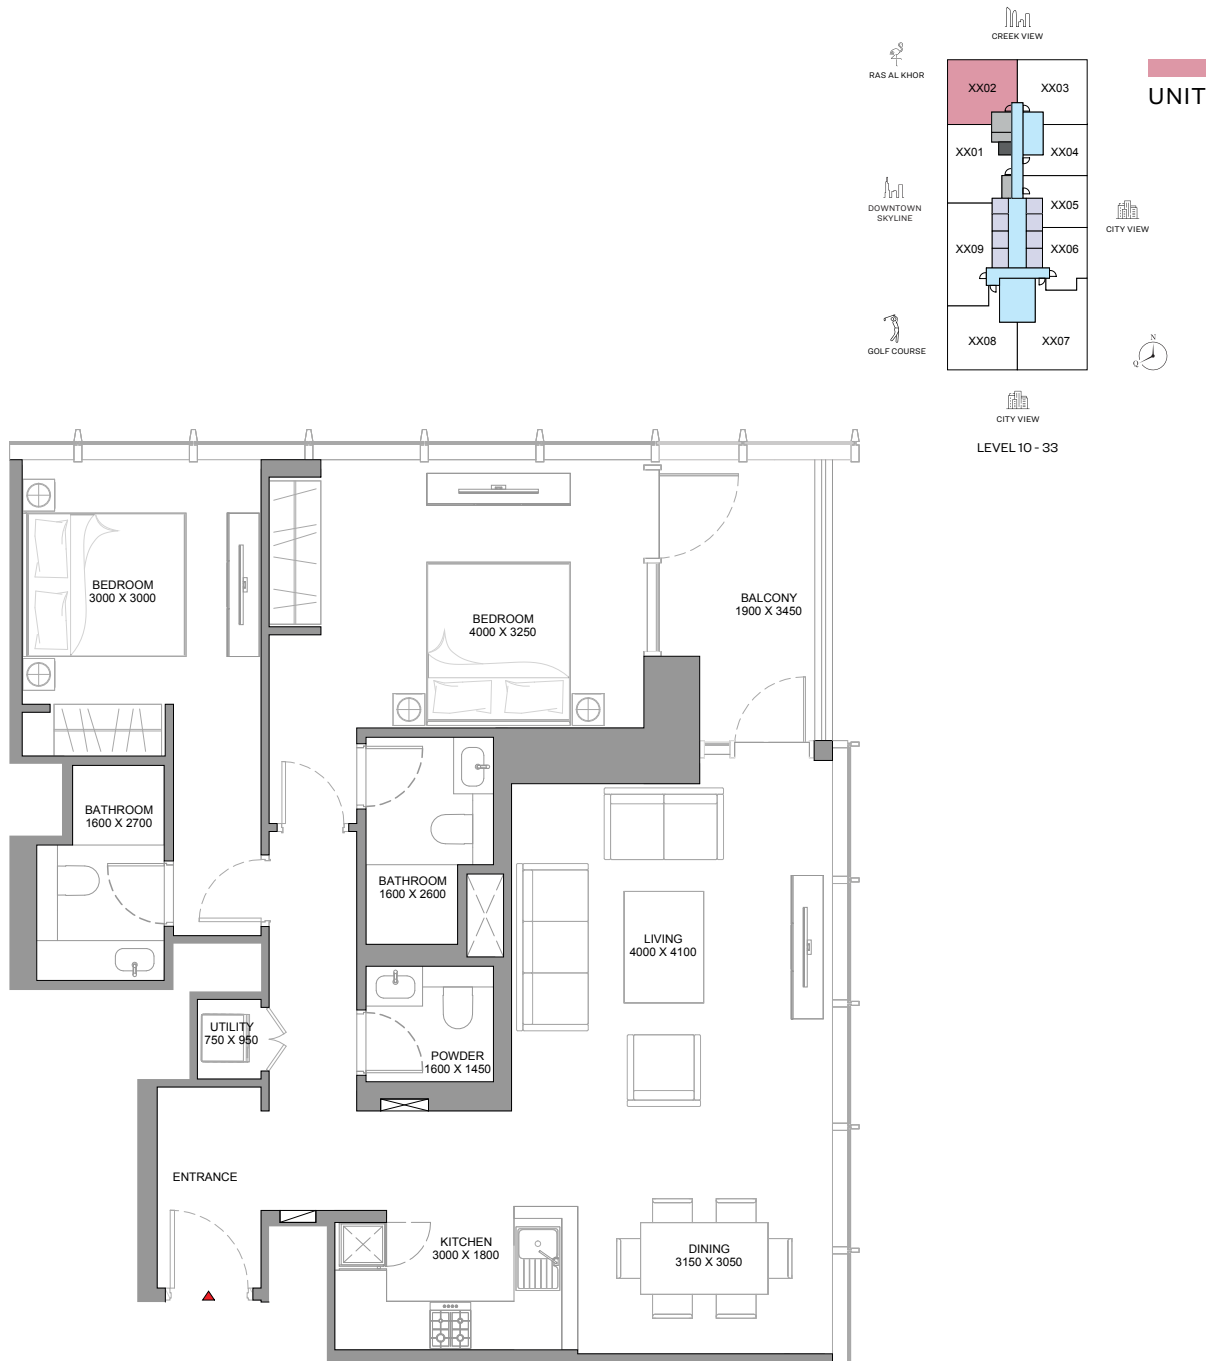 CREEK VIEW
RAS AL KHOR
UNIT
XX02
XX03
XX01
XX04
DOWNTOWN
SKYLINE
XX05
CITY VIEW
XX09
XX06
GOLF COURSE
XX08
XX07
N
Q
CITY VIEW
LEVEL 10 - 33
BEDROOM
3000 X 3000
BEDROOM
4000 X 3250
BALCONY
1900 X 3450
BATHROOM
1600 X 2700
BATHROOM
1600 X 2600
LIVING
4000 X 4100
UTILITY
750 X 950
POWDER
1600 X 1450
ENTRANCE
KITCHEN
3000 X 1800
DINING
3150 X 3050